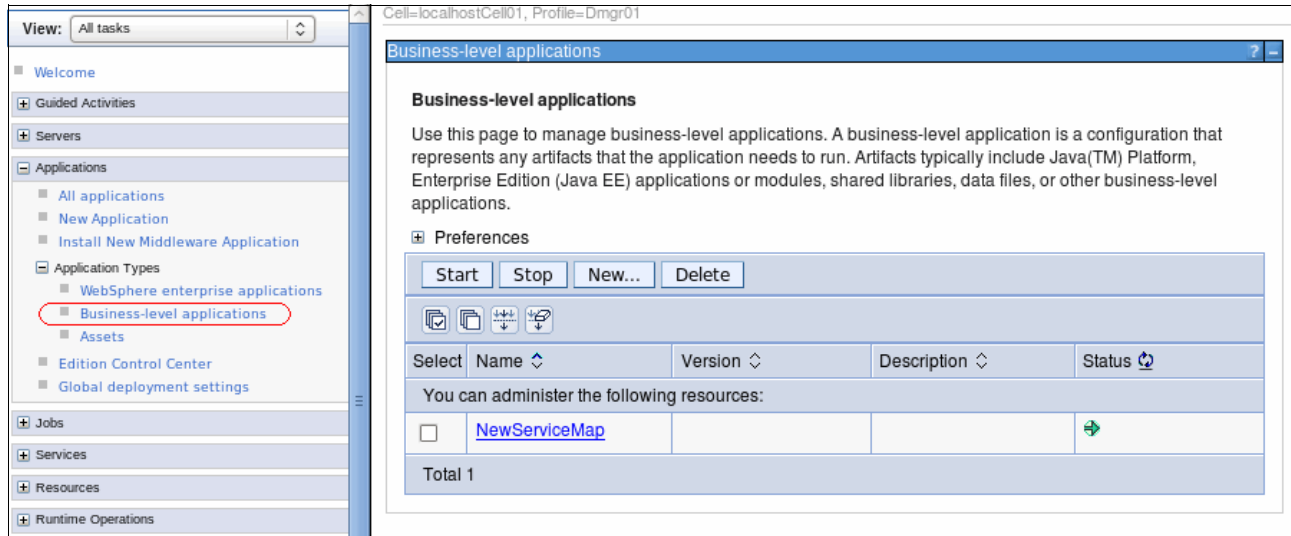 View: All tasks
Welcome
Guided Activities
Servers
Applications
All applications
New Application
Install New Middleware Application
Application Types
WebSphere enterprise applications
Business-level applications
Assets
Edition Control Center
Global deployment settings
Jobs
Services
Resources
Runtime Operations
Cell=localhostCell01, Profile=Dmgr01
Business-level applications ? –
Business-level applications
Use this page to manage business-level applications. A business-level application is a configuration that
represents any artifacts that the application needs to run. Artifacts typically include Java(TM) Platform,
Enterprise Edition (Java EE) applications or modules, shared libraries, data files, or other business-level
applications.
Preferences
Start Stop New... Delete
Select Name Version Description Status
You can administer the following resources:
NewServiceMap
Total 1